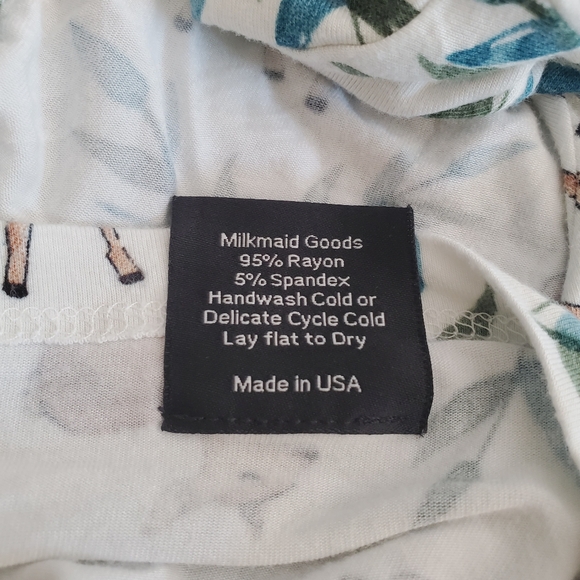 Milkmaid Goods
95% Rayon
5% Spandex
Handwash Cold or
Delicate Cycle Cold
Lay flat to Dry
Made in USA